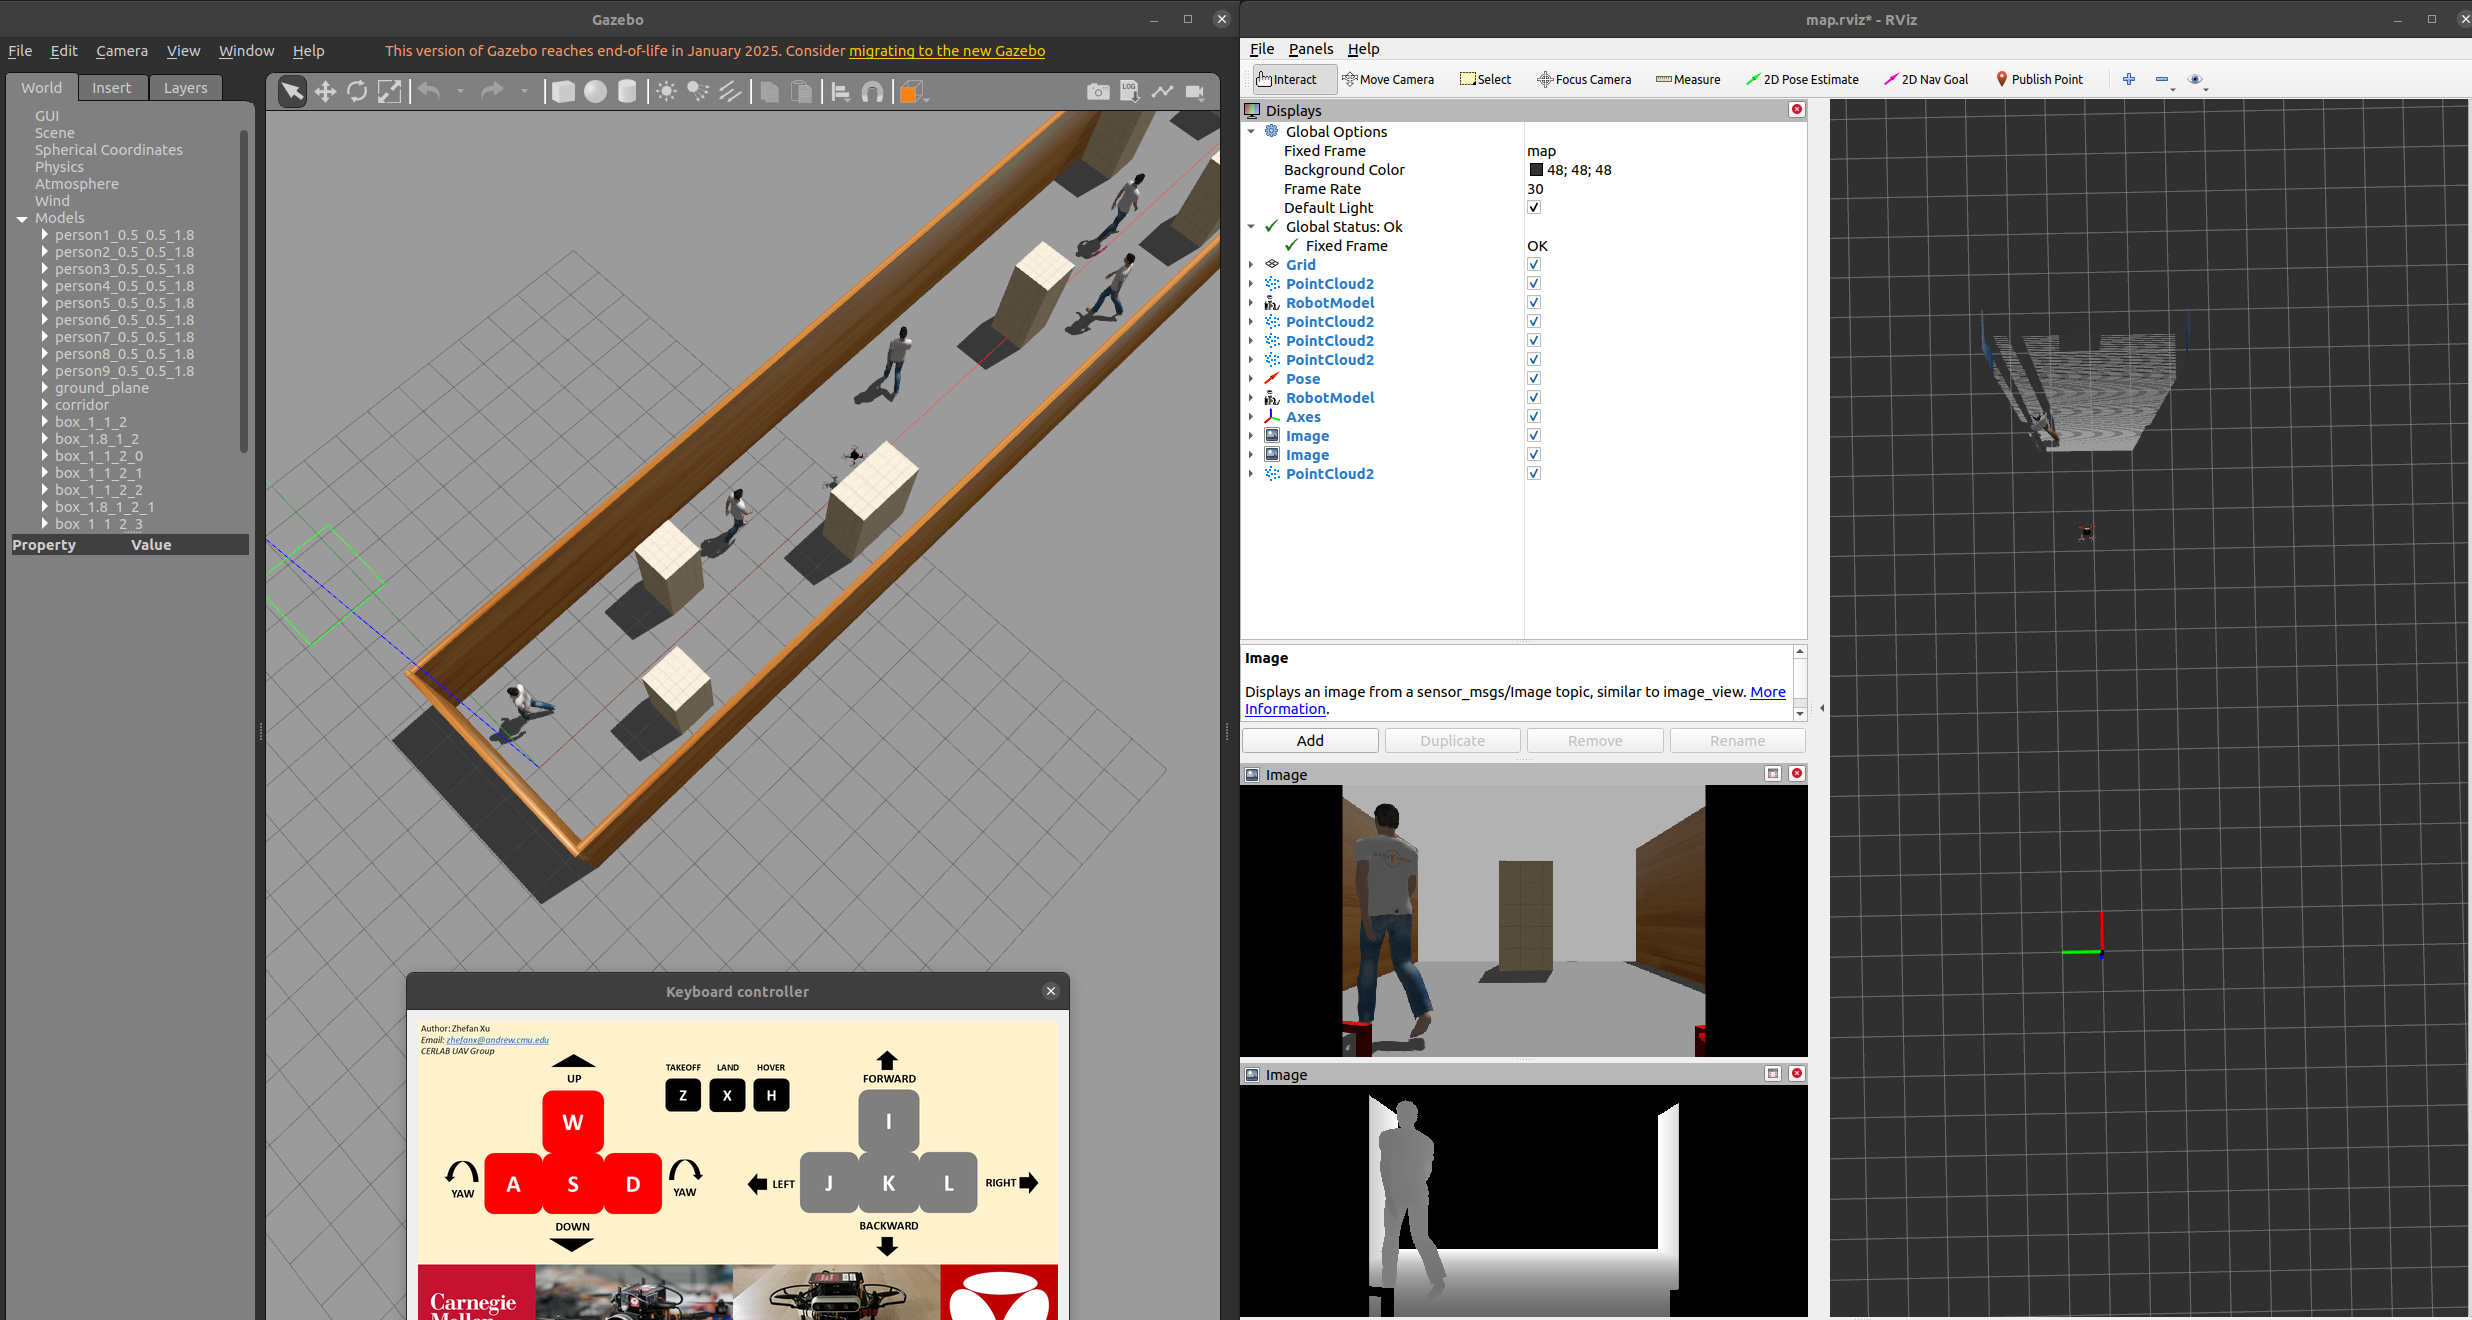 Gazebo
File Edit Camera View Window Help This version of Gazebo reaches end-of-life in January 2025. Consider migrating to the new Gazebo
World Insert Layers
LOG
GUI
Scene
Spherical Coordinates
Physics
Atmosphere
Wind
Models
person1_0.5_0.5_1.8
person2_0.5_0.5_1.8
person3_0.5_0.5_1.8
person4_0.5_0.5_1.8
person5_0.5_0.5_1.8
person6_0.5_0.5_1.8
person7_0.5_0.5_1.8
person8_0.5_0.5_1.8
person9_0.5_0.5_1.8
ground_plane
corridor
box_1_1_2
box_1.8_1_2
box_1_1_2_0
box_1_1_2_1
box_1_1_2_2
box_1.8_1_2_1
box_1_1_2_3
Property Value
Keyboard controller
Author: Zhefan Xu
Email: zhefanx@andrew.cmu.edu
CERLAB UAV Group
UP
W
YAW A S D YAW
DOWN
TAKEOFF LAND HOVER
Z X H
FORWARD
I
LEFT J K L RIGHT
BACKWARD
Carnegie
Mellon
map.rviz* - RViz
File Panels Help
Interact Move Camera Select Focus Camera Measure 2D Pose Estimate 2D Nav Goal Publish Point
Displays
Global Options
Fixed Frame map
Background Color 48; 48; 48
Frame Rate 30
Default Light
Global Status: Ok
Fixed Frame OK
Grid
PointCloud2
RobotModel
PointCloud2
PointCloud2
PointCloud2
Pose
RobotModel
Axes
Image
Image
PointCloud2
Image
Displays an image from a sensor_msgs/Image topic, similar to image_view. More
Information.
Add Duplicate Remove Rename
Image
Image